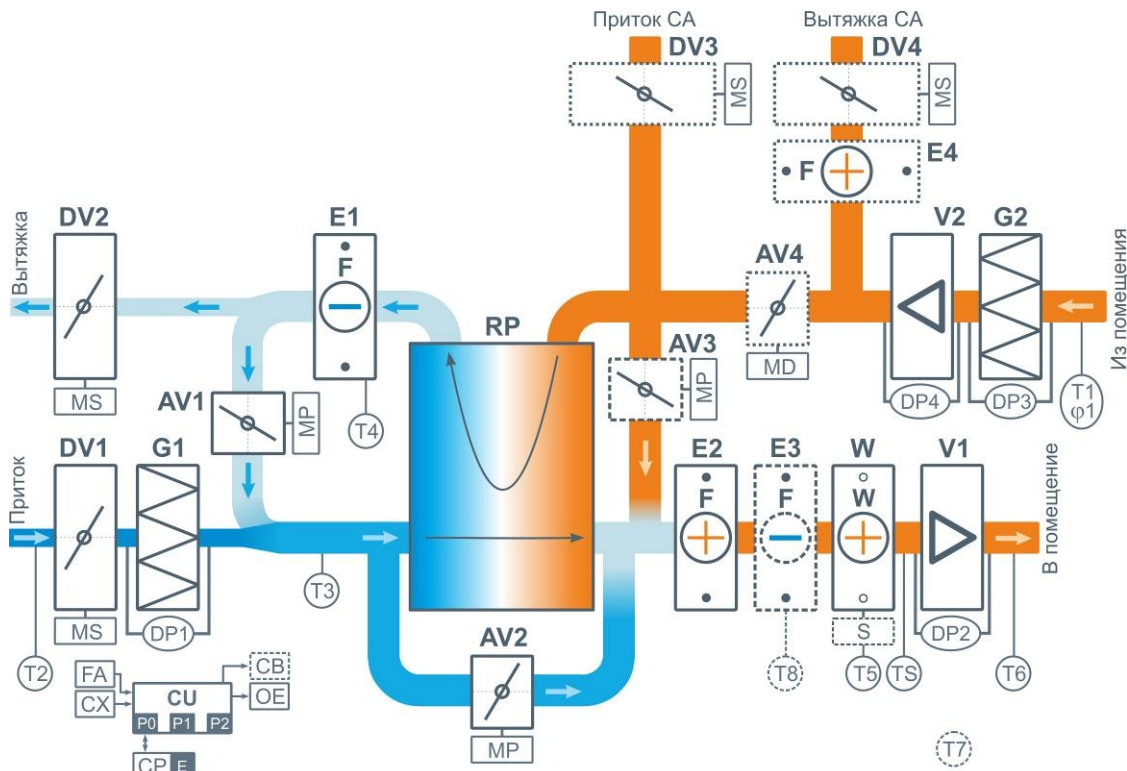 Приток СА
Вытяжка СА
DV3
DV4
MS
MS
F
E4
DV2
E1
V2
G2
Вытяжка
F
AV4
Из помещения
RP
AV3
MS
AV1
MP
T4
MP
MD
DP4
DP3
T1
φ1
DV1
G1
E2
E3
W
V1
Приток
F
F
W
В помещение
T3
MS
DP1
AV2
S
DP2
T2
T8
T5
TS
T6
FA
CB
CX
CU
OE
P0
P1
P2
MP
T7
CP
E